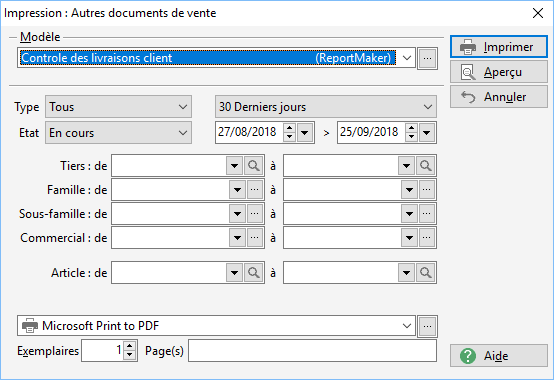 Impression : Autres documents de vente
Modèle
Controle des livraisons client (ReportMaker)
Imprimer
Aperçu
Annuler
Type Tous 30 Derniers jours
Etat En cours 27/08/2018 > 25/09/2018
Tiers : de à
Famille : de à
Sous-famille : de à
Commercial : de à
Article : de à
Microsoft Print to PDF
Exemplaires 1 Page(s)
Aide